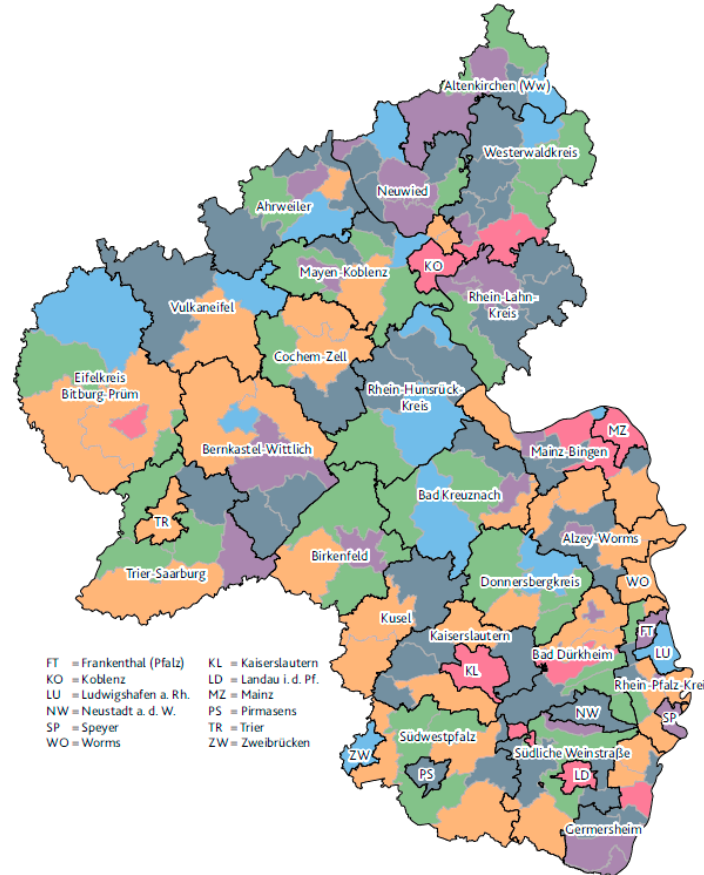 Altenkirchen (Ww)
Westerwaldkreis
Neuwied
Ahrweiler
KO
Mayen-Koblenz
Rhein-Lahn-
Kreis
Vulkaneifel
Cochem-Zell
Eifelkreis
Bitburg-Prüm
Rhein-Hunsrück-
Kreis
MZ
Bernkastel-Wittlich
Mainz-Bingen
Bad Kreuznach
TR
Alzey-Worms
Birkenfeld
Trier-Saarburg
Donnersbergkreis
WO
Kusel
Kaiserslautern
FT
LU
Bad Dürkheim
KL
Rhein-Pfalz-Krei
NW
SP
Südwestpfalz
ZW
Südliche Weinstraße
PS
LD
Germersheim
FT = Frankenthal (Pfalz)
KO = Koblenz
LU = Ludwigshafen a. Rh.
NW = Neustadt a. d. W.
SP = Speyer
WO = Worms
KL = Kaiserslautern
LD = Landau i. d. Pf.
MZ = Mainz
PS = Pirmasens
TR = Trier
ZW = Zweibrücken